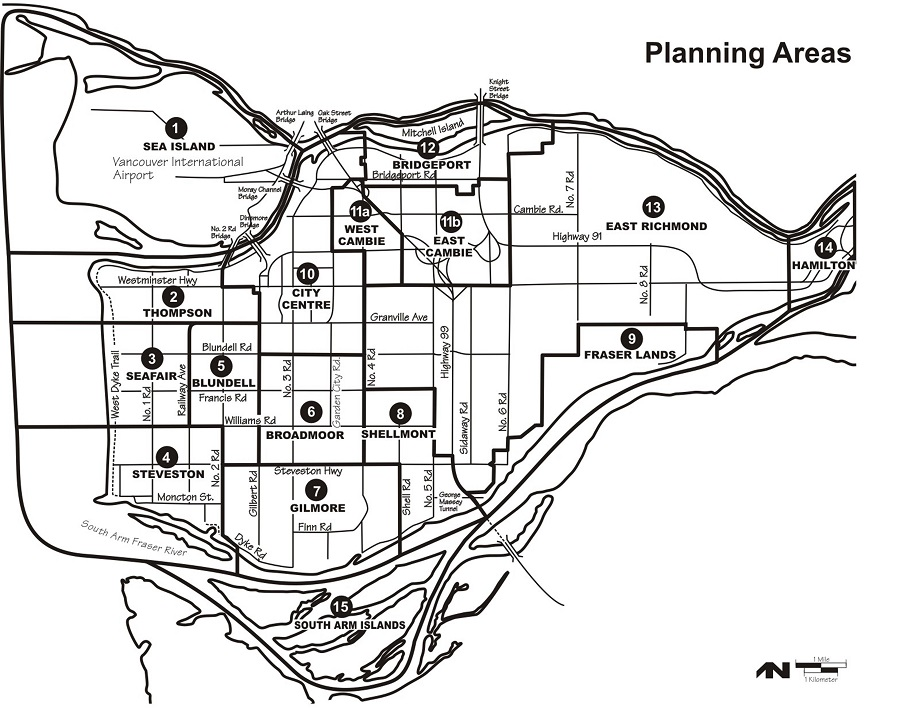 Planning Areas
Knight
Street
Bridge
Arthur Laing
Bridge
Oak Street
Bridge
Mitchell Island
1
SEA ISLAND
Vancouver International
Airport
12
BRIDGEPORT
Bridgeport Rd
Moray Channel
Bridge
No. 7 Rd
Dinsmore
Bridge
No. 2 Rd
Bridge
11a
WEST
CAMBIE
11b
EAST
CAMBIE
Cambie Rd.
13
EAST RICHMOND
Highway 91
14
HAMILTON
Westminster Hwy
2
THOMPSON
10
CITY
CENTRE
No. 8 Rd
Granville Ave
9
FRASER LANDS
Highway 99
Blundell Rd
3
SEAFAIR
5
BLUNDELL
West Dyke Trail
No. 1 Rd
Railway Ave
No. 3 Rd
Garden City Rd.
No. 4 Rd
Francis Rd
Williams Rd
6
BROADMOOR
8
SHELLMONT
Sidaway Rd
No. 6 Rd
4
STEVESTON
No. 2 Rd
Steveston Hwy
Moncton St.
Gilbert Rd
7
GILMORE
Shell Rd
No. 5 Rd
George
Massey
Tunnel
Finn Rd
Dyke Rd
South Arm Fraser River
15
SOUTH ARM ISLANDS
N
1 Mile
1 Kilometer